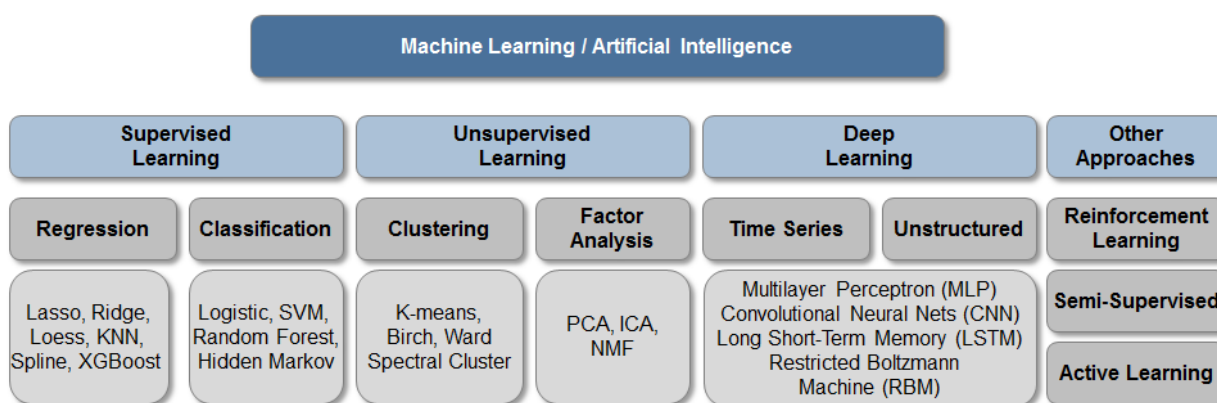 Machine Learning / Artificial Intelligence
Supervised
Learning
Unsupervised
Learning
Deep
Learning
Other
Approaches
Regression
Classification
Clustering
Factor
Analysis
Time Series
Unstructured
Reinforcement
Learning
Lasso, Ridge,
Loess, KNN,
Spline, XGBoost
Logistic, SVM,
Random Forest,
Hidden Markov
K-means,
Birch, Ward
Spectral Cluster
PCA, ICA,
NMF
Multilayer Perceptron (MLP)
Convolutional Neural Nets (CNN)
Long Short-Term Memory (LSTM)
Restricted Boltzmann
Machine (RBM)
Semi-Supervised
Active Learning